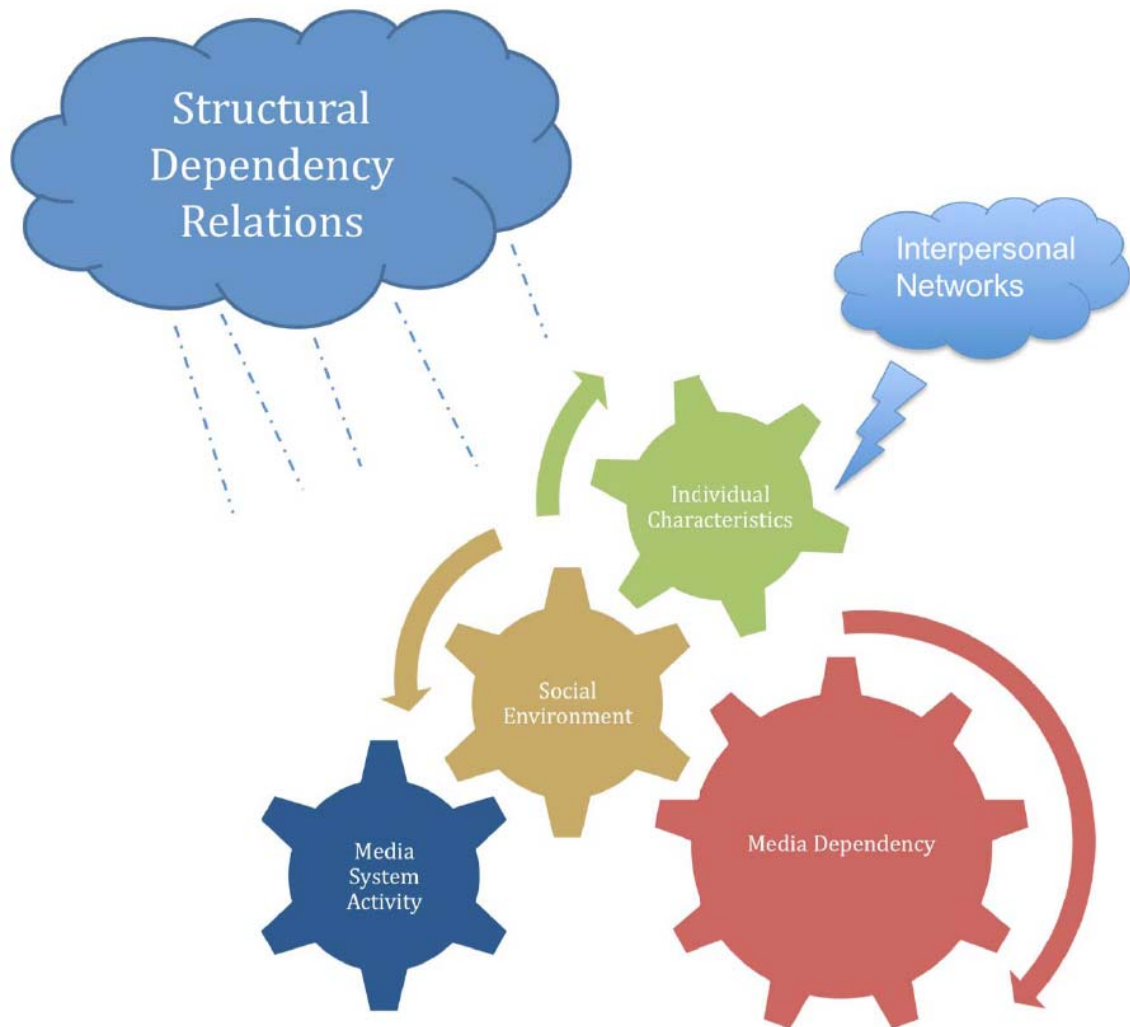 Structural
Dependency
Relations
Interpersonal
Networks
Individual
Characteristics
Social
Environment
Media Dependency
Media
System
Activity